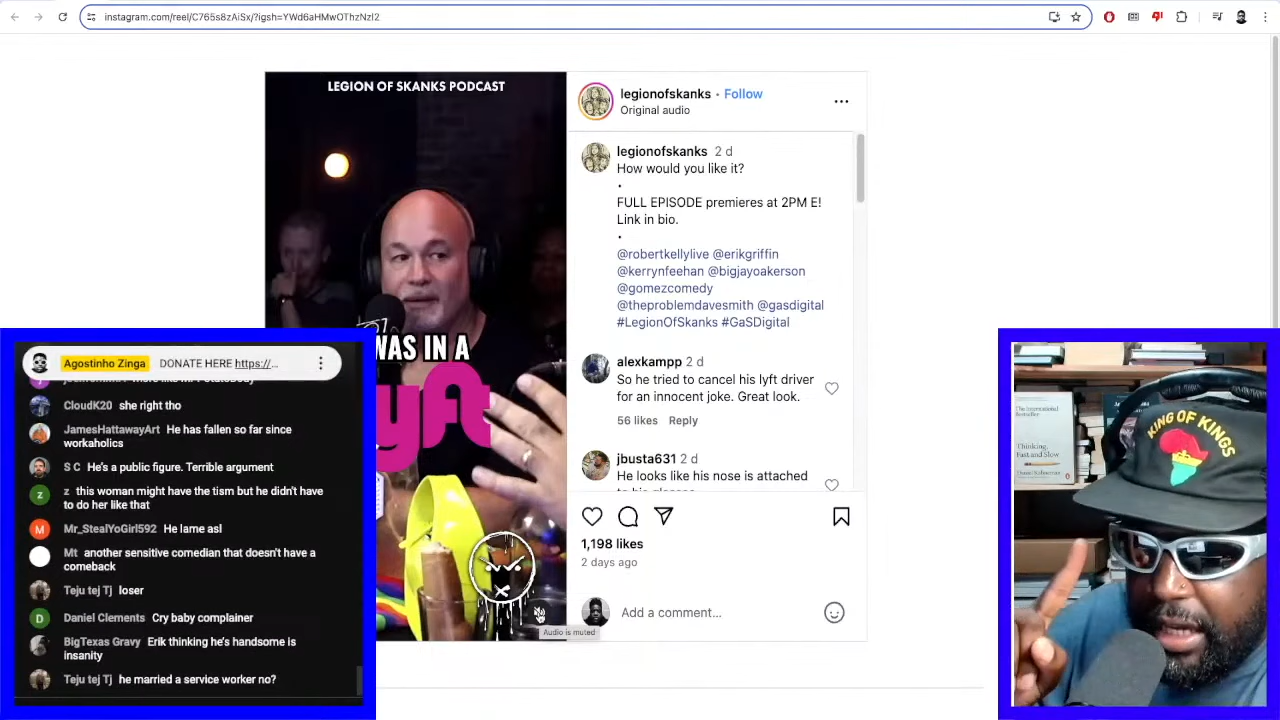 instagram.com/reel/C765s8zAiSx/?igsh=YWd6aHMwOThzNzI2
LEGION OF SKANKS PODCAST
WAS IN A
lyft
legionofskanks • Follow
Original audio
legionofskanks 2 d
How would you like it?
•
FULL EPISODE premieres at 2PM E!
Link in bio.
•
@robertkellylive @erikgriffin
@kerrynfeehan @bigjayoakerson
@gomezcomedy
@theproblemdavesmith @gasdigital
#LegionOfSkanks #GaSDigital
alexkampp 2 d
So he tried to cancel his lyft driver
for an innocent joke. Great look.
56 likes Reply
jbusta631 2 d
He looks like his nose is attached
to his glasses
1,198 likes
2 days ago
Add a comment...
Audio is muted
Agostinho Zinga DONATE HERE https://...
CloudK20 she right tho
JamesHattawayArt He has fallen so far since
workaholics
S C He's a public figure. Terrible argument
z this woman might have the tism but he didn't have
to do her like that
Mr_StealYoGirl592 He lame asl
Mt another sensitive comedian that doesn't have a
comeback
Teju tej Tj loser
Daniel Clements Cry baby complainer
BigTexas Gravy Erik thinking he's handsome is
insanity
Teju tej Tj he married a service worker no?
KING OF KINGS
The International
Bestseller
Thinking,
Fast and Slow